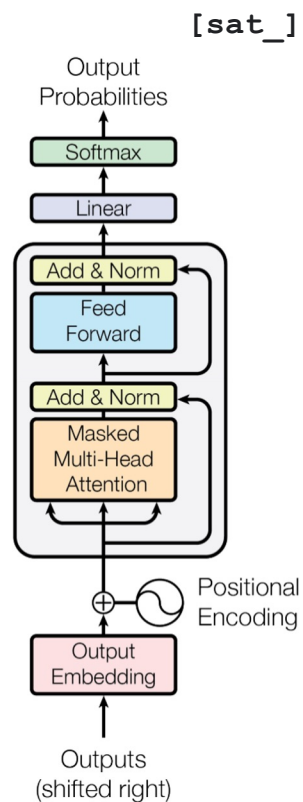 [sat_]
Output
Probabilities
Softmax
Linear
Add & Norm
Feed
Forward
Add & Norm
Masked
Multi-Head
Attention
Positional
Encoding
Output
Embedding
Outputs
(shifted right)